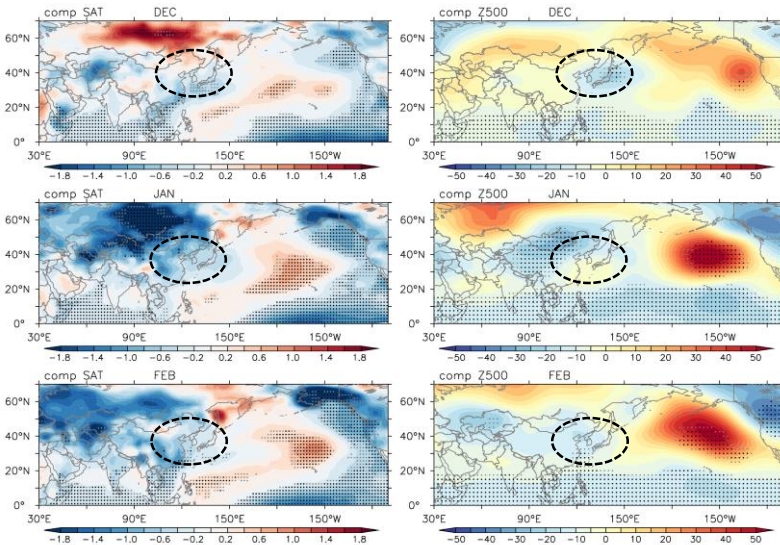 comp SAT DEC comp Z500 DEC
60°N 60°N
40°N 40°N
20°N 20°N
0° 0°
30°E 90°E 150°E 150°W 30°E 90°E 150°E 150°W
-1.8 -1.0 -0.6 -0.2 0.2 0.6 1.0 1.8 -50 -40 -30 -20 -10 0 10 20 30 40 50
comp SAT JAN comp Z500 JAN
60°N 60°N
40°N 40°N
20°N 20°N
0° 0°
30°E 90°E 150°E 150°W 30°E 90°E 150°E 150°W
-1.8 -1.4 -1.0 -0.6 -0.2 0.2 0.6 1.0 1.4 1.8 -50 -40 -30 -20 -10 0 10 20 30 40 50
comp SAT FEB comp Z500 FEB
60°N 60°N
40°N 40°N
20°N 20°N
0° 0°
30°E 90°E 150°E 150°W 30°E 90°E 150°E 150°W
-1.8 -1.4 -1.0 -0.6 -0.2 0.2 0.6 1.0 1.4 1.8 -50 -40 -30 -20 -10 0 10 20 30 40 50